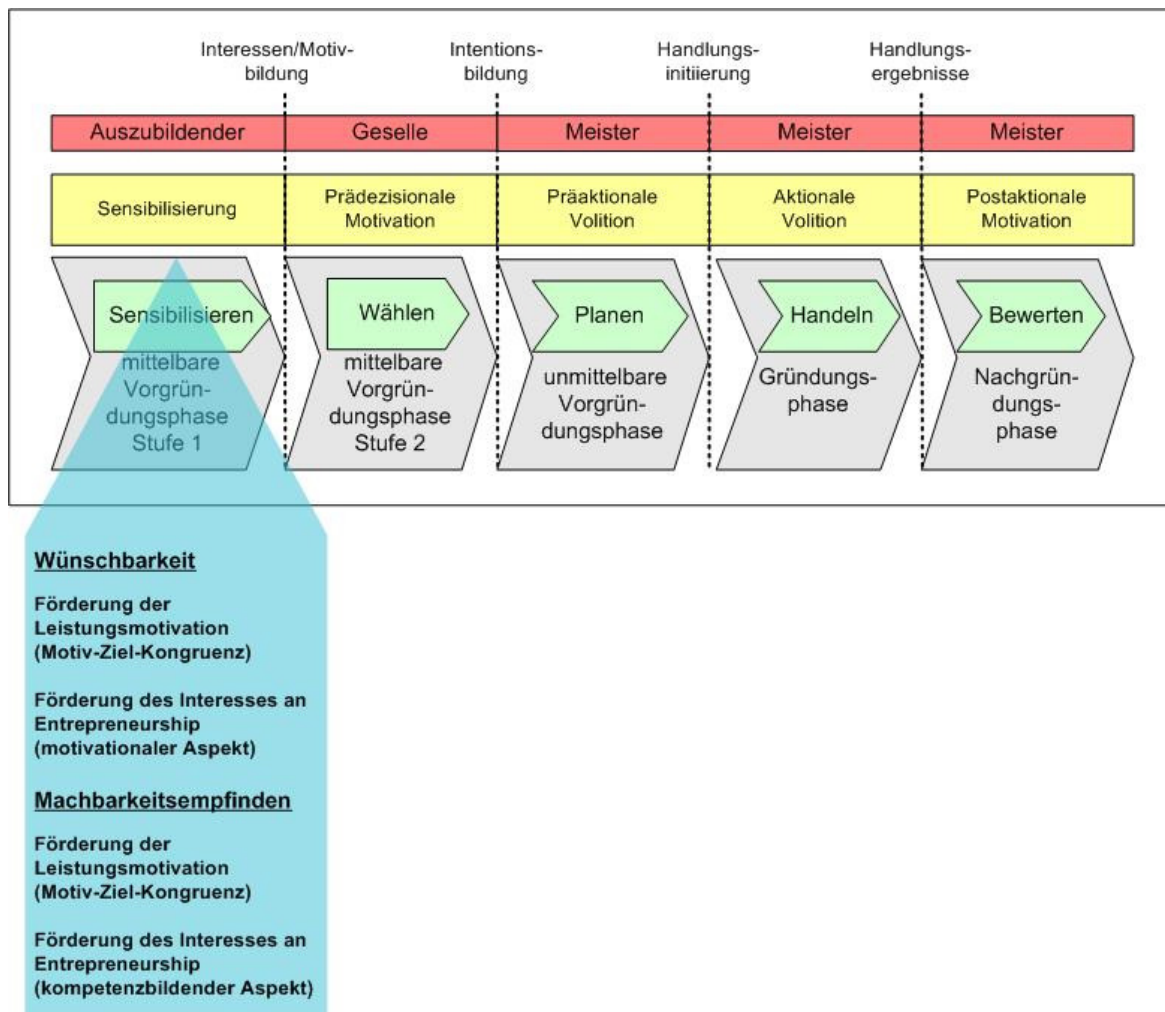 Interessen/Motiv-
bildung
Intentions-
bildung
Handlungs-
initiierung
Handlungs-
ergebnisse
Auszubildender
Geselle
Meister
Meister
Meister
Sensibilisierung
Prädezisionale
Motivation
Präaktionale
Volition
Aktionale
Volition
Postaktionale
Motivation
Sensibilisieren
mittelbare
Vorgrün-
dungsphase
Stufe 1
Wählen
mittelbare
Vorgrün-
dungsphase
Stufe 2
Planen
unmittelbare
Vorgrün-
dungsphase
Handeln
Gründungs-
phase
Bewerten
Nachgrün-
dungs-
phase
Wünschbarkeit
Förderung der
Leistungsmotivation
(Motiv-Ziel-Kongruenz)
Förderung des Interesses an
Entrepreneurship
(motivationaler Aspekt)
Machbarkeitsempfinden
Förderung der
Leistungsmotivation
(Motiv-Ziel-Kongruenz)
Förderung des Interesses an
Entrepreneurship
(kompetenzbildender Aspekt)